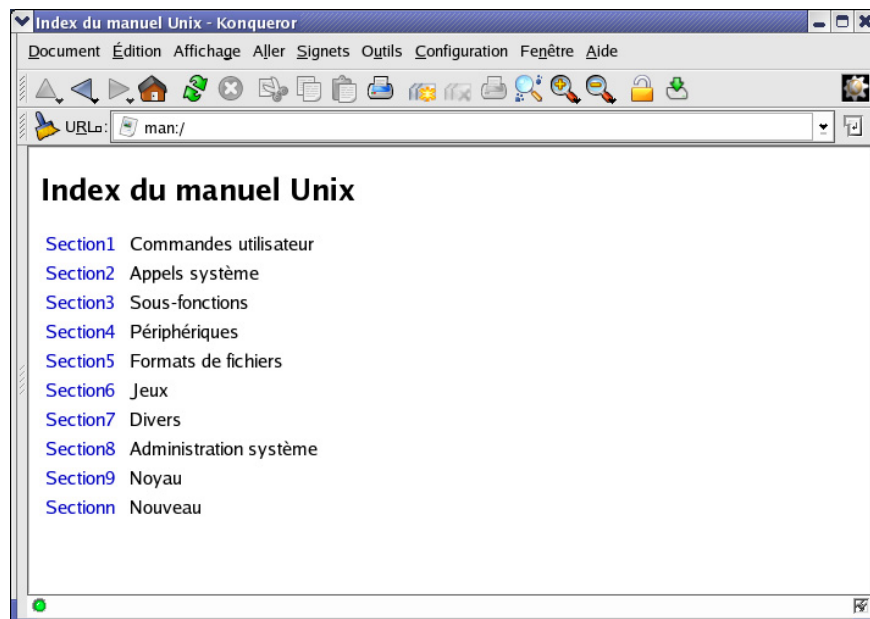 Index du manuel Unix - Konqueror
Document Édition Affichage Aller Signets Outils Configuration Fenêtre Aide
URL: man:/
Index du manuel Unix
Section1 Commandes utilisateur
Section2 Appels système
Section3 Sous-fonctions
Section4 Périphériques
Section5 Formats de fichiers
Section6 Jeux
Section7 Divers
Section8 Administration système
Section9 Noyau
Sectionn Nouveau